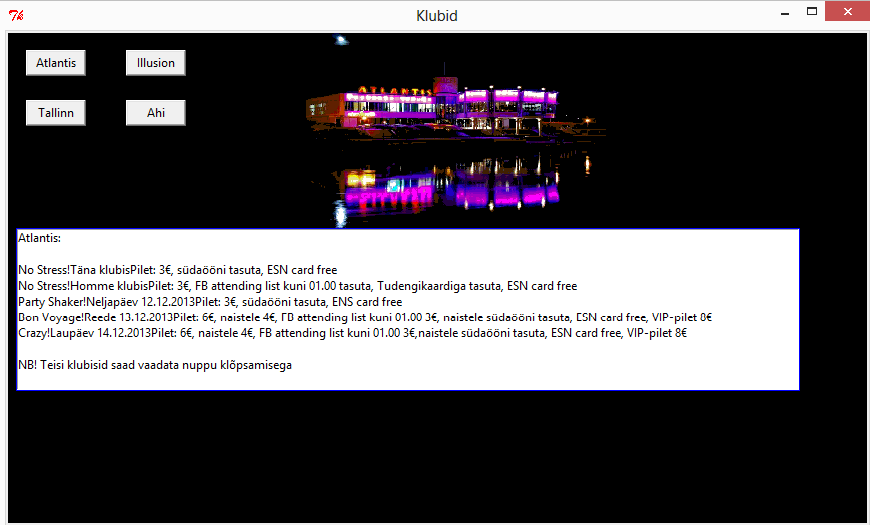 Klubid
Atlantis
Illusion
Tallinn
Ahi
ATLANTIS
Atlantis:
No Stress!Täna klubisPilet: 3€, südaööni tasuta, ESN card free
No Stress!Homme klubisPilet: 3€, FB attending list kuni 01.00 tasuta, Tudengikaardiga tasuta, ESN card free
Party Shaker!Neljapäev 12.12.2013Pilet: 3€, südaööni tasuta, ENS card free
Bon Voyage!Reede 13.12.2013Pilet: 6€, naistele 4€, FB attending list kuni 01.00 3€, naistele südaööni tasuta, ESN card free, VIP-pilet 8€
Crazy!Laupäev 14.12.2013Pilet: 6€, naistele 4€, FB attending list kuni 01.00 3€,naistele südaööni tasuta, ESN card free, VIP-pilet 8€
NB! Teisi klubisid saad vaadata nuppu klõpsamisega